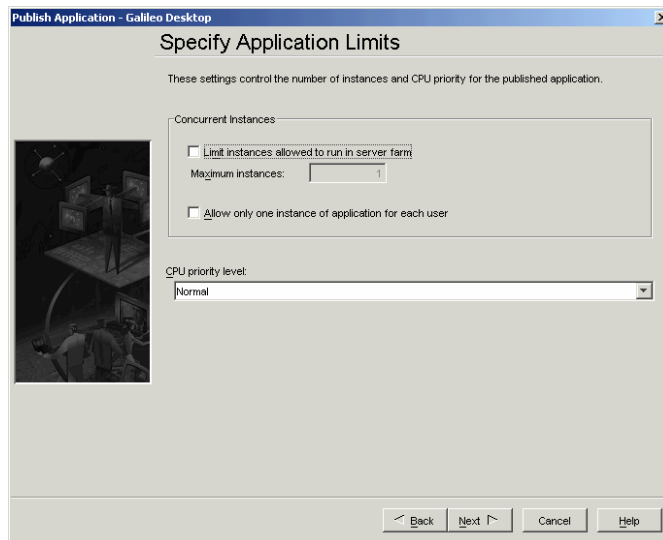 Publish Application - Galileo Desktop
Specify Application Limits
These settings control the number of instances and CPU priority for the published application.
Concurrent Instances
Limit instances allowed to run in server farm
Maximum instances: 1
Allow only one instance of application for each user
CPU priority level:
Normal
Back Next Cancel Help